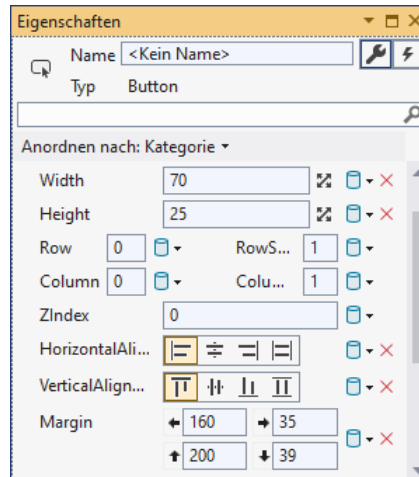 Eigenschaften
Name <Kein Name>
Typ Button
Anordnen nach: Kategorie
Width 70
Height 25
Row 0 RowS... 1
Column 0 Colu... 1
ZIndex 0
HorizontalAli...
VerticalAlign...
Margin 160 35
200 39